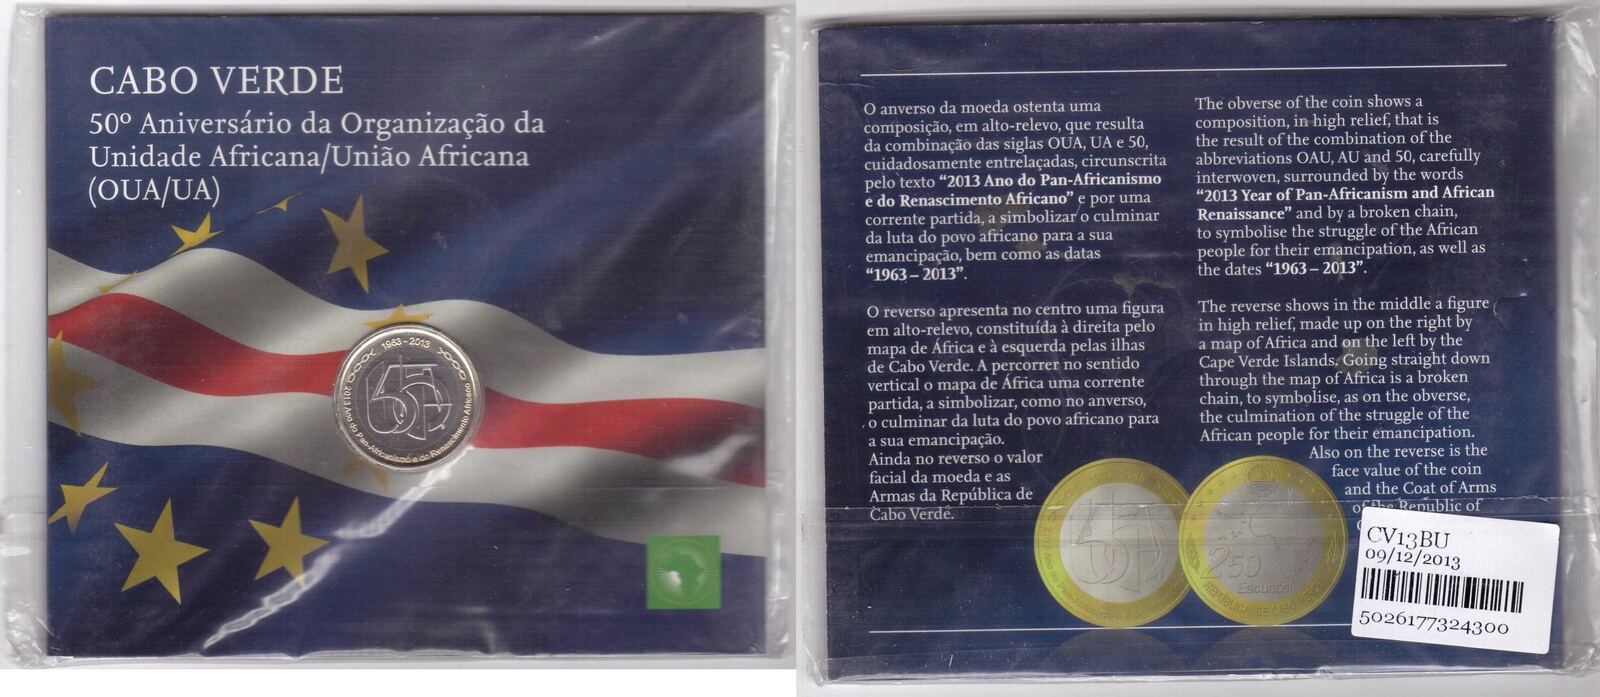 CABO VERDE
50º Aniversário da Organização da
Unidade Africana/União Africana
(OUA/UA)
1963 - 2013
2013 Ano do Pan-Africanismo e do Renascimento Africano
O anverso da moeda ostenta uma
composição, em alto-relevo, que resulta
da combinação das siglas OUA, UA e 50,
cuidadosamente entrelaçadas, circunscrita
pelo texto “2013 Ano do Pan-Africanismo
e do Renascimento Africano” e por uma
corrente partida, a simbolizar o culminar
da luta do povo africano para a sua
emancipação, bem como as datas
“1963 – 2013”.
O reverso apresenta no centro uma figura
em alto-relevo, constituída à direita pelo
mapa de África e à esquerda pelas ilhas
de Cabo Verde. A percorrer no sentido
vertical o mapa de África uma corrente
partida, a simbolizar, como no anverso,
o culminar da luta do povo africano para
a sua emancipação.
Ainda no reverso o valor
facial da moeda e as
Armas da República de
Cabo Verde.
The obverse of the coin shows a
composition, in high relief, that is
the result of the combination of the
abbreviations OAU, AU and 50, carefully
interwoven, surrounded by the words
“2013 Year of Pan-Africanism and African
Renaissance” and by a broken chain,
to symbolise the struggle of the African
people for their emancipation, as well as
the dates “1963 – 2013”.
The reverse shows in the middle a figure
in high relief, made up on the right by
a map of Africa and on the left by the
Cape Verde Islands. Going straight down
through the map of Africa is a broken
chain, to symbolise, as on the obverse,
the culmination of the struggle of the
African people for their emancipation.
Also on the reverse is the
face value of the coin
and the Coat of Arms
of the Republic of
250
Escudos
REPÚBLICA DE CABO VERDE
CV13BU
09/12/2013
5026177324300